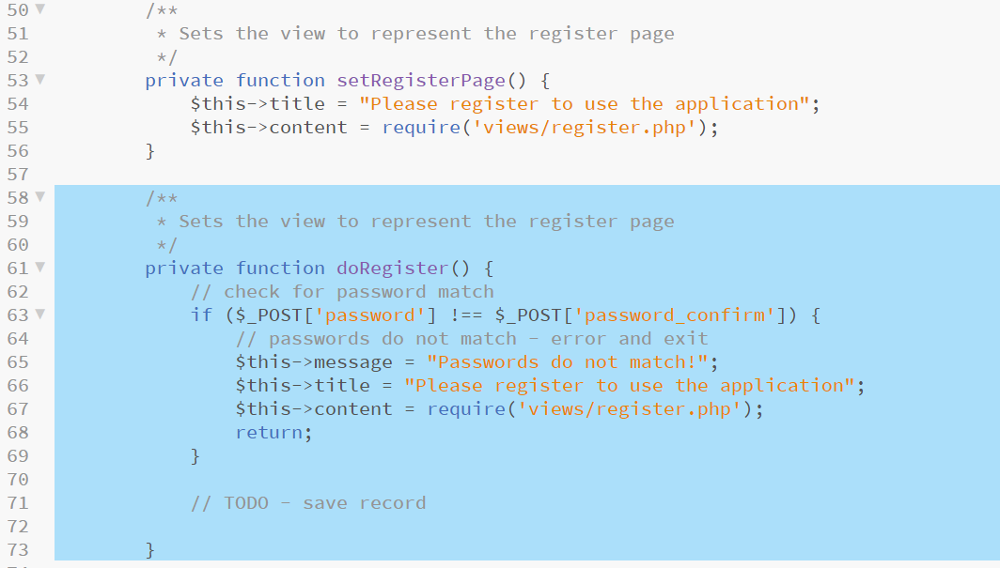 50 /**
51 * Sets the view to represent the register page
52 */
53 private function setRegisterPage() {
54 $this->title = "Please register to use the application";
55 $this->content = require('views/register.php');
56 }
57
58 /**
59 * Sets the view to represent the register page
60 */
61 private function doRegister() {
62 // check for password match
63 if ($_POST['password'] !== $_POST['password_confirm']) {
64 // passwords do not match - error and exit
65 $this->message = "Passwords do not match!";
66 $this->title = "Please register to use the application";
67 $this->content = require('views/register.php');
68 return;
69 }
70
71 // TODO - save record
72
73 }